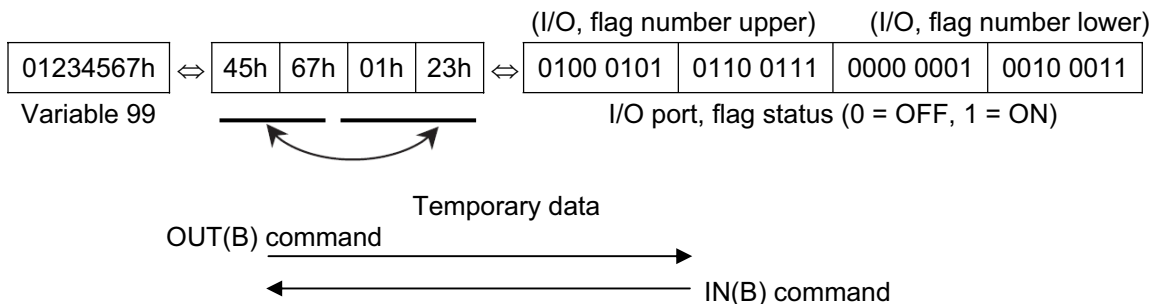 (I/O, flag number upper) (I/O, flag number lower)
01234567h ⇔ 45h 67h 01h 23h ⇔ 0100 0101 0110 0111 0000 0001 0010 0011
Variable 99 I/O port, flag status (0 = OFF, 1 = ON)
Temporary data
OUT(B) command
IN(B) command